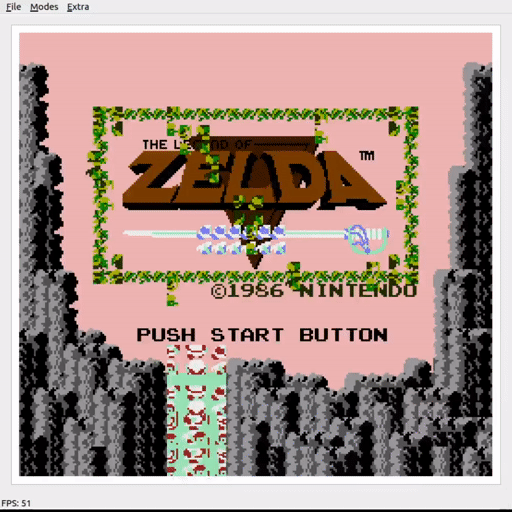 File Modes Extra
THE LEGEND OF
ZELDA TM
©1986 NINTENDO
PUSH START BUTTON
FPS: 51